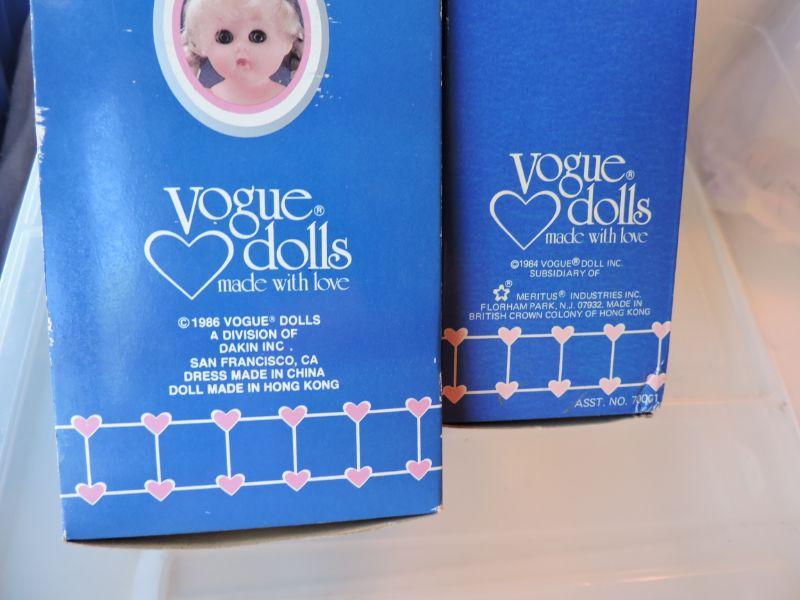 Vogue®
dolls
made with love
©1986 VOGUE® DOLLS
A DIVISION OF
DAKIN INC.
SAN FRANCISCO, CA
DRESS MADE IN CHINA
DOLL MADE IN HONG KONG
Vogue®
dolls
made with love
©1984 VOGUE® DOLL INC.
SUBSIDIARY OF
® MERITUS® INDUSTRIES INC.
FLORHAM PARK, N.J. 07932. MADE IN
BRITISH CROWN COLONY OF HONG KONG
ASST. NO.